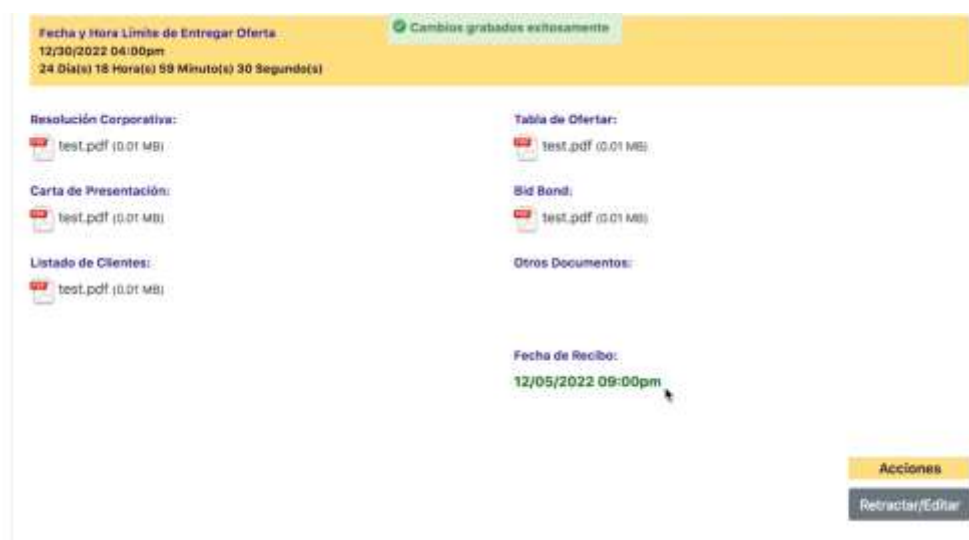 Fecha y Hora Límite de Entregar Oferta
12/30/2022 04:00pm
24 Día(s) 18 Hora(s) 59 Minuto(s) 30 Segundo(s)
Cambios grabados exitosamente
Resolución Corporativa:
test.pdf (0.01 MB)
Tabla de Ofertar:
test.pdf (0.01 MB)
Carta de Presentación:
test.pdf (0.01 MB)
Bid Bond:
test.pdf (0.01 MB)
Listado de Clientes:
test.pdf (0.01 MB)
Otros Documentos:
Fecha de Recibo:
12/05/2022 09:00pm
Acciones
Retractar/Editar